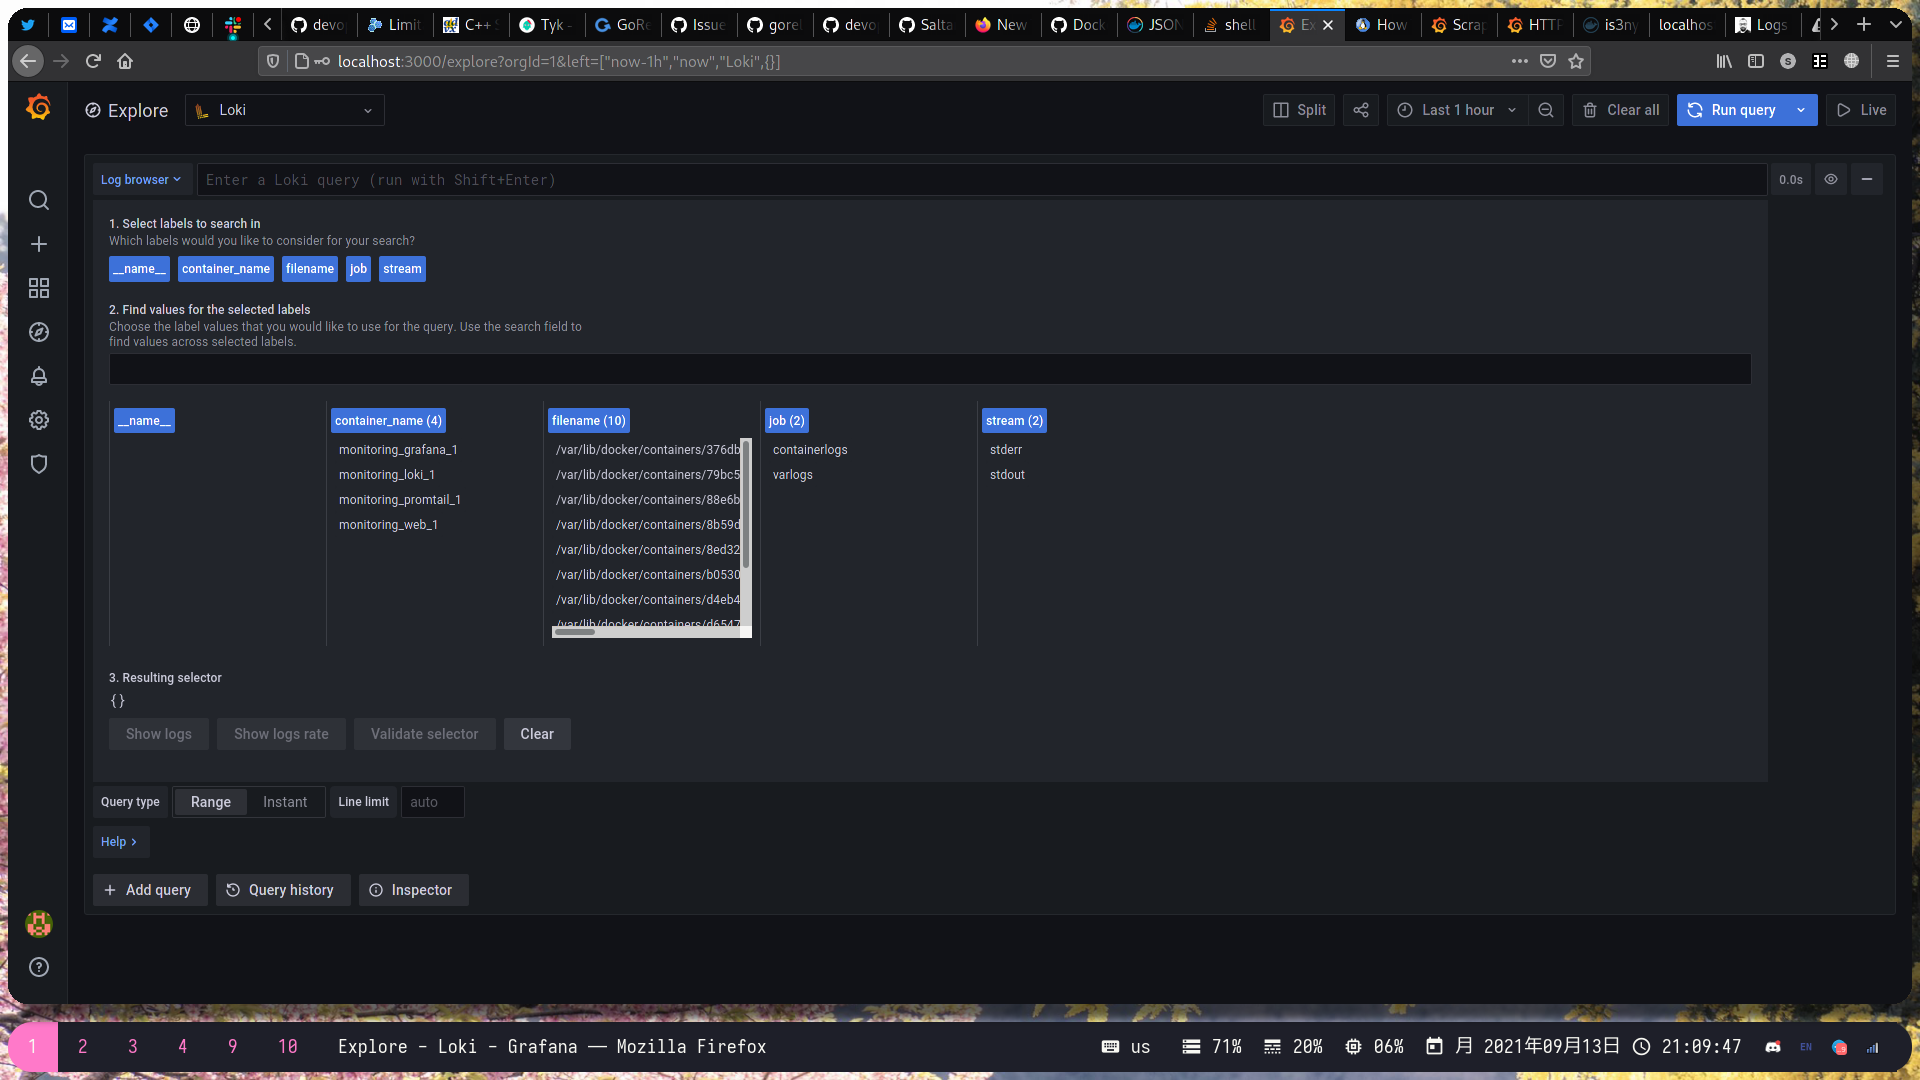 devo
Limit
C++ S
Tyk -
GoRe
Issue
gorel
devo
Salta
New
Dock
JSON
shell
Ex
How
Scrap
HTTP
is3ny
localhos
Logs
localhost:3000/explore?orgId=1&left=["now-1h","now","Loki",{}]
Explore
Loki
Split
Last 1 hour
Clear all
Run query
Live
Log browser
Enter a Loki query (run with Shift+Enter)
0.0s
1. Select labels to search in
Which labels would you like to consider for your search?
__name__ container_name filename job stream
2. Find values for the selected labels
Choose the label values that you would like to use for the query. Use the search field to
find values across selected labels.
__name__
container_name (4)
monitoring_grafana_1
monitoring_loki_1
monitoring_promtail_1
monitoring_web_1
filename (10)
/var/lib/docker/containers/376db
/var/lib/docker/containers/79bc5
/var/lib/docker/containers/88e6b
/var/lib/docker/containers/8b59d
/var/lib/docker/containers/8ed32
/var/lib/docker/containers/b0530
/var/lib/docker/containers/d4eb4
/var/lib/docker/containers/d6547
job (2)
containerlogs
varlogs
stream (2)
stderr
stdout
3. Resulting selector
{}
Show logs
Show logs rate
Validate selector
Clear
Query type
Range
Instant
Line limit
auto
Help
Add query
Query history
Inspector
1 2 3 4 9 10
Explore - Loki - Grafana — Mozilla Firefox
us
71%
20%
06%
月 2021年09月13日
21:09:47
EN